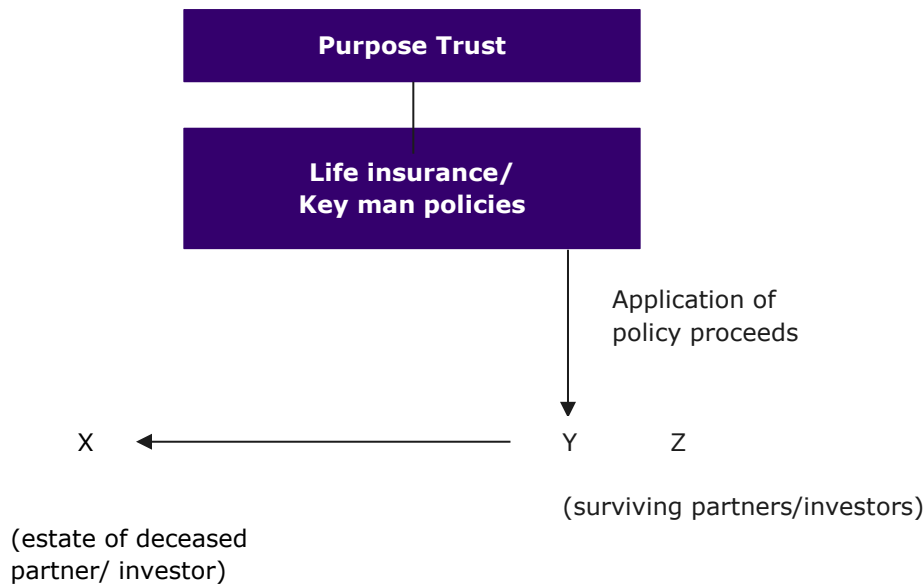 Purpose Trust
Life insurance/
Key man policies
Application of
policy proceeds
X
Y
Z
(surviving partners/investors)
(estate of deceased
partner/ investor)